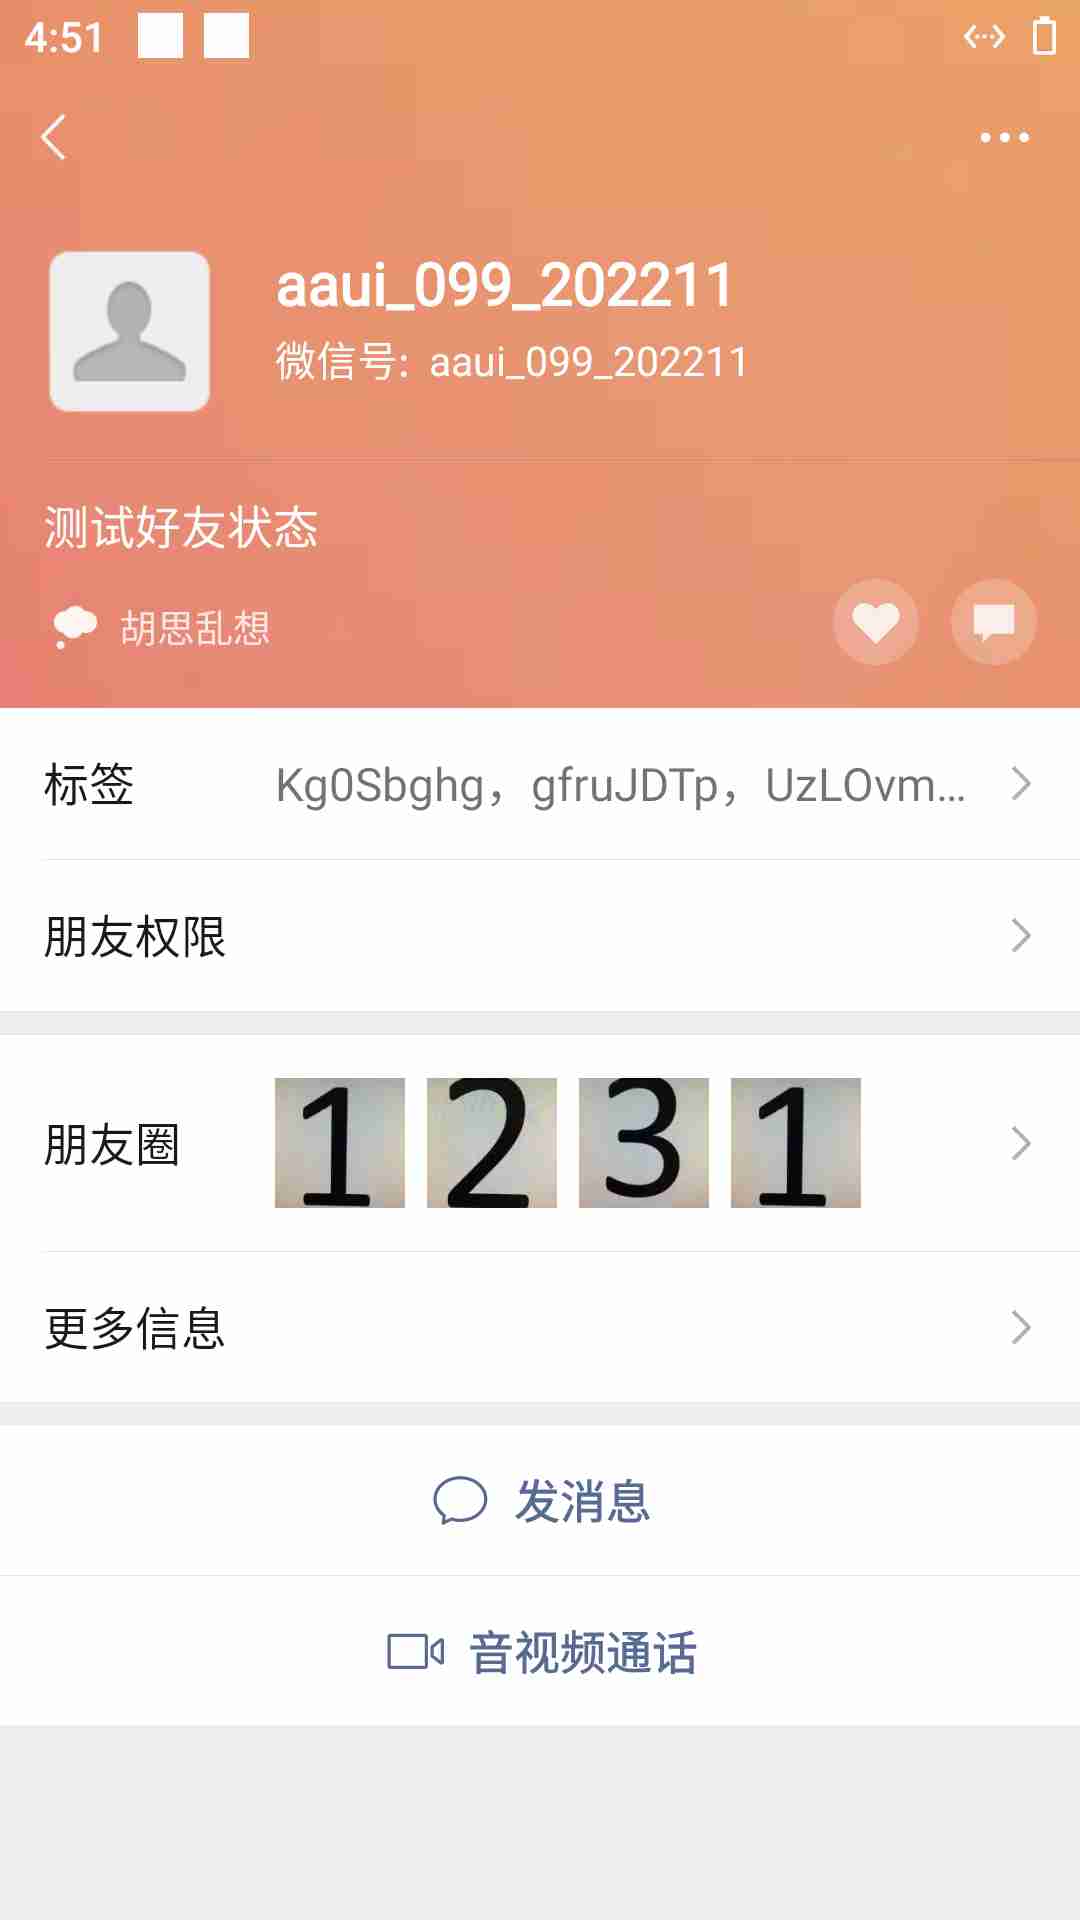 4:51
aaui_099_202211
微信号: aaui_099_202211
测试好友状态
胡思乱想
标签 Kg0Sbghg，gfruJDTp，UzLOvm...
朋友权限
朋友圈 1 2 3 1
更多信息
发消息
音视频通话